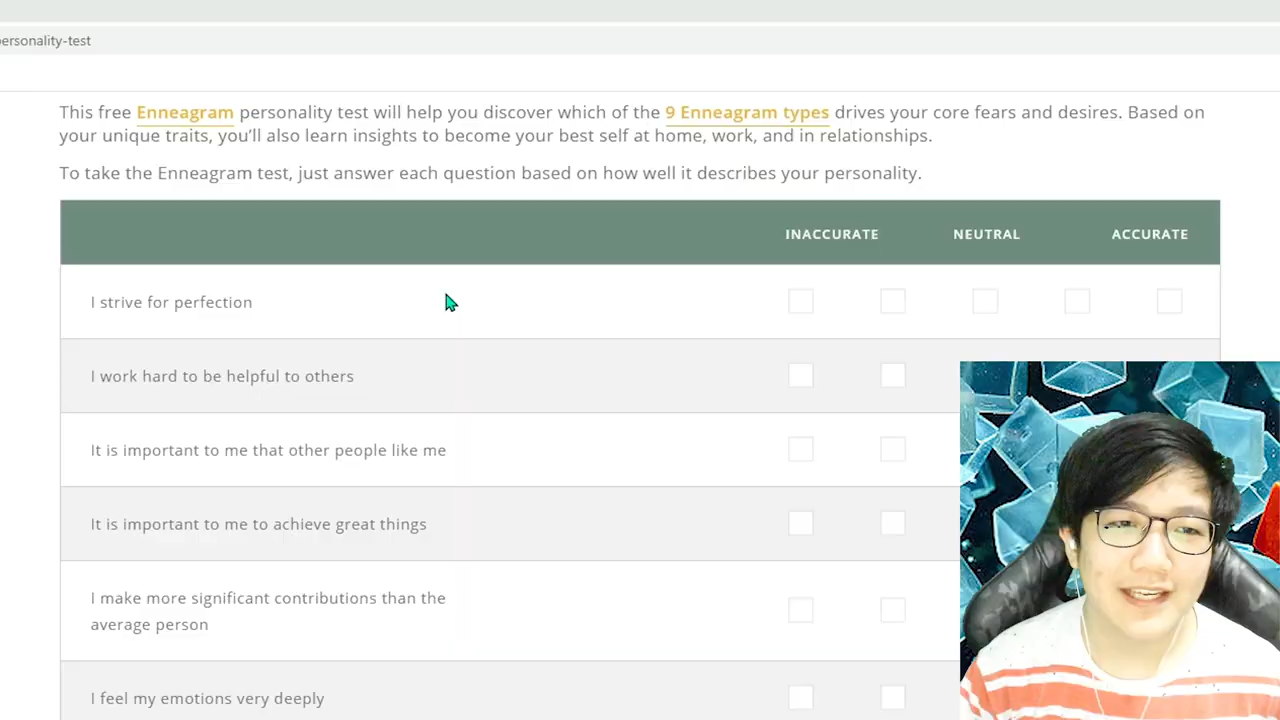 ersonality-test
This free Enneagram personality test will help you discover which of the 9 Enneagram types drives your core fears and desires. Based on
your unique traits, you’ll also learn insights to become your best self at home, work, and in relationships.
To take the Enneagram test, just answer each question based on how well it describes your personality.
INACCURATE NEUTRAL ACCURATE
I strive for perfection
I work hard to be helpful to others
It is important to me that other people like me
It is important to me to achieve great things
I make more significant contributions than the
average person
I feel my emotions very deeply